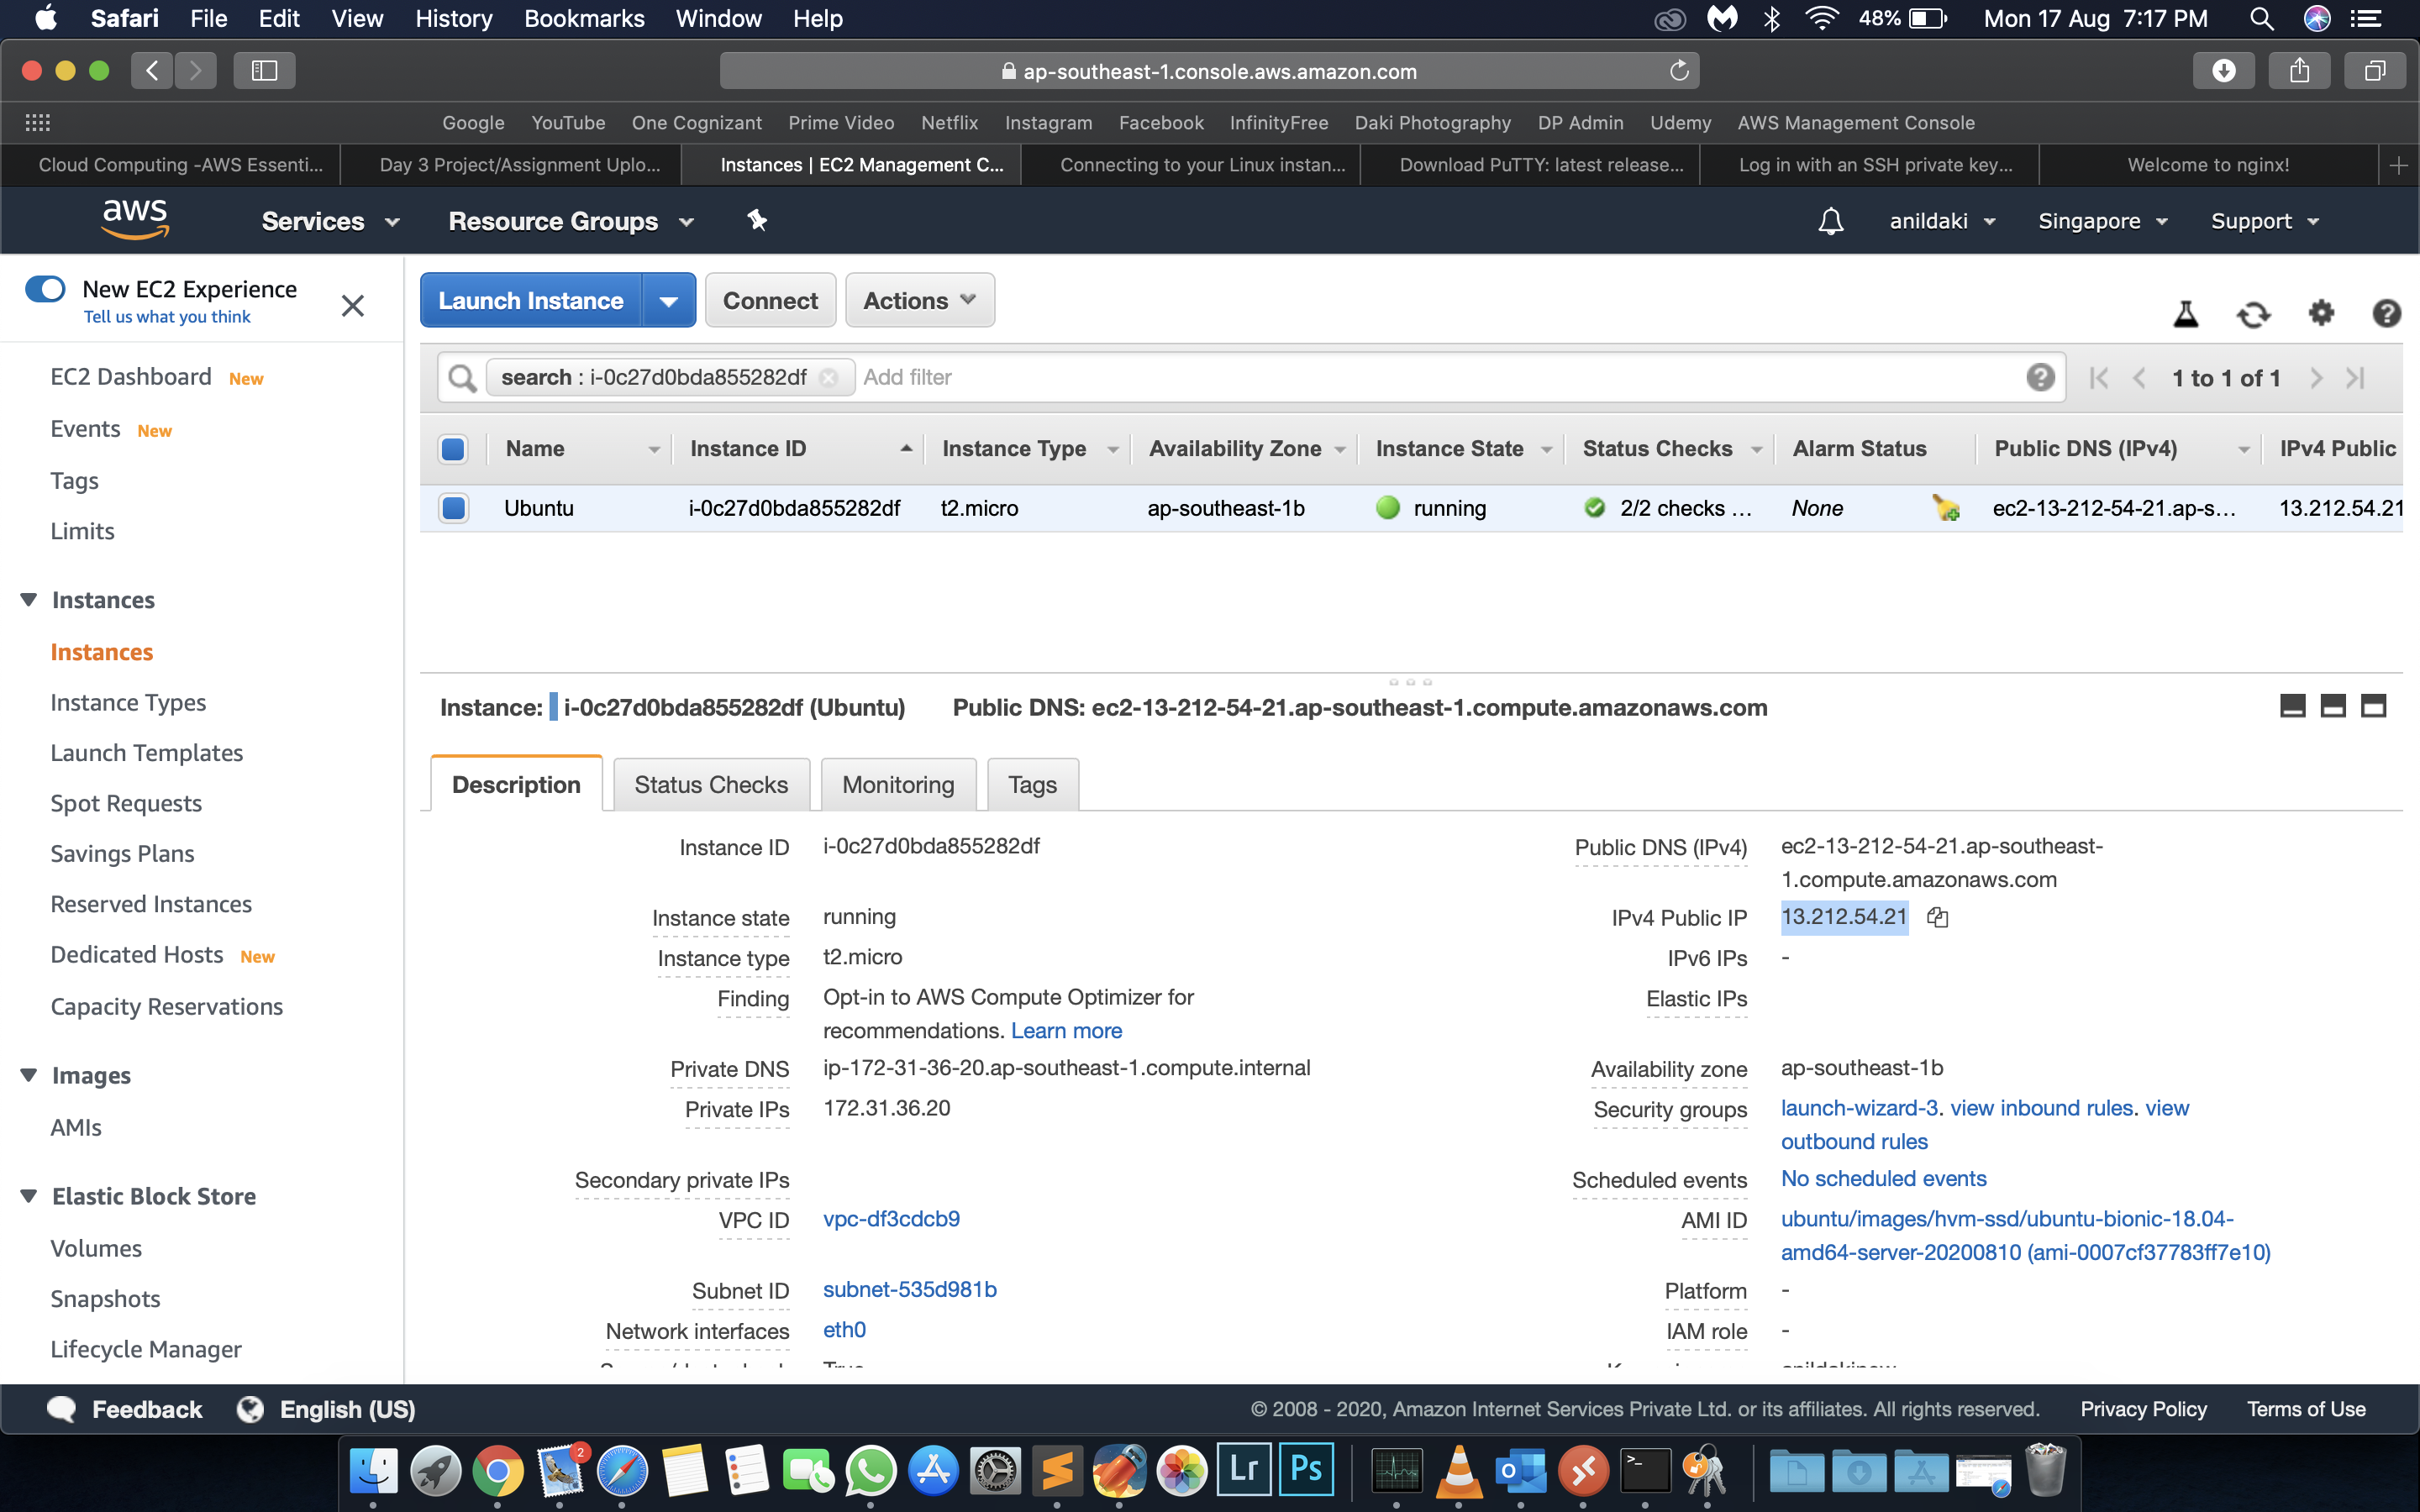 Safari File Edit View History Bookmarks Window Help 48% Mon 17 Aug 7:17 PM
ap-southeast-1.console.aws.amazon.com
Google YouTube One Cognizant Prime Video Netflix Instagram Facebook InfinityFree Daki Photography DP Admin Udemy AWS Management Console
Cloud Computing -AWS Essenti... Day 3 Project/Assignment Uplo... Instances | EC2 Management C... Connecting to your Linux instan... Download PuTTY: latest release... Log in with an SSH private key... Welcome to nginx!
aws Services Resource Groups anildaki Singapore Support
New EC2 Experience
Tell us what you think
EC2 Dashboard New
Events New
Tags
Limits
Instances
Instances
Instance Types
Launch Templates
Spot Requests
Savings Plans
Reserved Instances
Dedicated Hosts New
Capacity Reservations
Images
AMIs
Elastic Block Store
Volumes
Snapshots
Lifecycle Manager
Launch Instance Connect Actions
search : i-0c27d0bda855282df Add filter 1 to 1 of 1
Name Instance ID Instance Type Availability Zone Instance State Status Checks Alarm Status Public DNS (IPv4) IPv4 Public
Ubuntu i-0c27d0bda855282df t2.micro ap-southeast-1b running 2/2 checks ... None ec2-13-212-54-21.ap-s... 13.212.54.21
Instance: i-0c27d0bda855282df (Ubuntu) Public DNS: ec2-13-212-54-21.ap-southeast-1.compute.amazonaws.com
Description Status Checks Monitoring Tags
Instance ID i-0c27d0bda855282df
Instance state running
Instance type t2.micro
Finding Opt-in to AWS Compute Optimizer for
recommendations. Learn more
Private DNS ip-172-31-36-20.ap-southeast-1.compute.internal
Private IPs 172.31.36.20
Secondary private IPs
VPC ID vpc-df3cdcb9
Subnet ID subnet-535d981b
Network interfaces eth0
Public DNS (IPv4) ec2-13-212-54-21.ap-southeast-
1.compute.amazonaws.com
IPv4 Public IP 13.212.54.21
IPv6 IPs -
Elastic IPs
Availability zone ap-southeast-1b
Security groups launch-wizard-3. view inbound rules. view
outbound rules
Scheduled events No scheduled events
AMI ID ubuntu/images/hvm-ssd/ubuntu-bionic-18.04-
amd64-server-20200810 (ami-0007cf37783ff7e10)
Platform -
IAM role -
Feedback English (US) © 2008 - 2020, Amazon Internet Services Private Ltd. or its affiliates. All rights reserved. Privacy Policy Terms of Use
2 Lr Ps